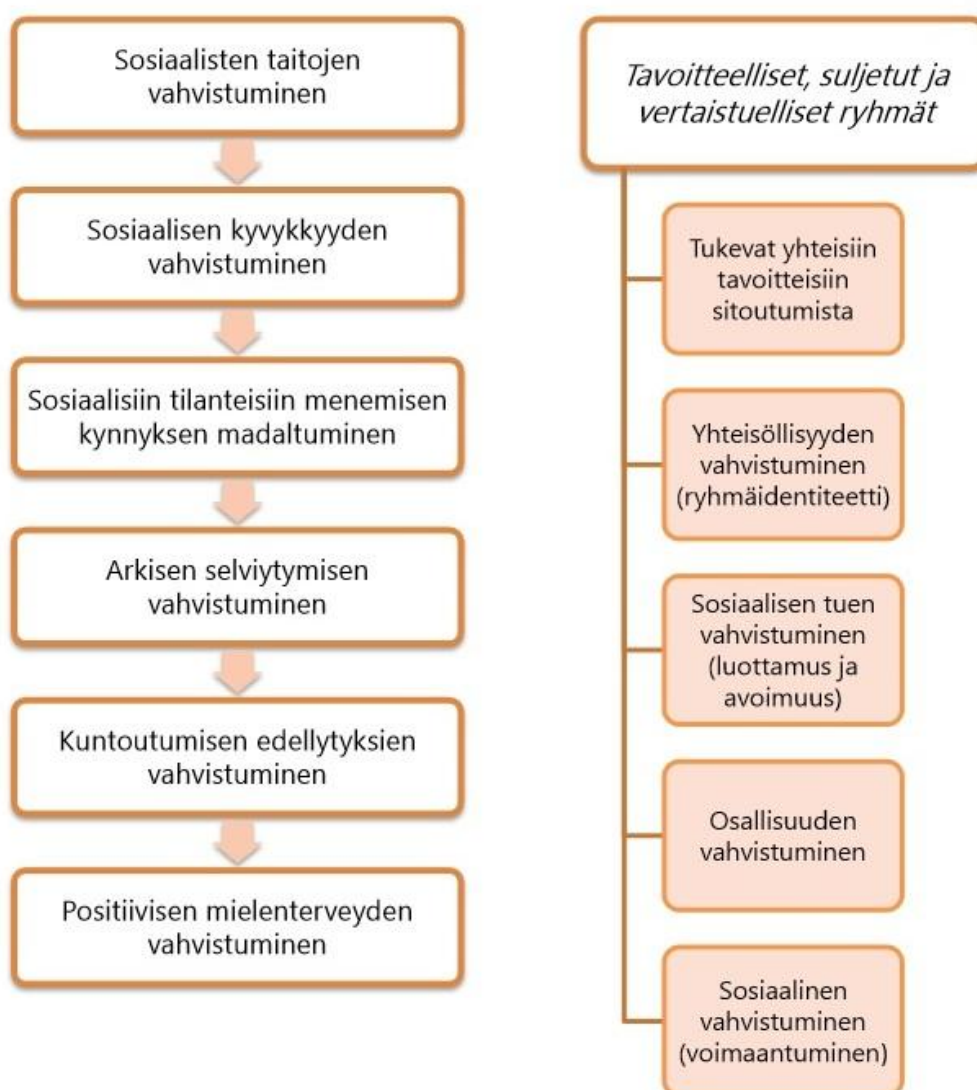 Sosiaalisten taitojen
vahvistuminen
Sosiaalisen kyvykkyyden
vahvistuminen
Sosiaalisiin tilanteisiin menemisen
kynnyksen madaltuminen
Arkisen selviytymisen
vahvistuminen
Kuntoutumisen edellytyksien
vahvistuminen
Positiivisen mielenterveyden
vahvistuminen
Tavoitteelliset, suljetut ja
vertaistuelliset ryhmät
Tukevat yhteisiin
tavoitteisiin
sitoutumista
Yhteisöllisyyden
vahvistuminen
(ryhmäidentiteetti)
Sosiaalisen tuen
vahvistuminen
(luottamus ja
avoimuus)
Osallisuuden
vahvistuminen
Sosiaalinen
vahvistuminen
(voimaantuminen)